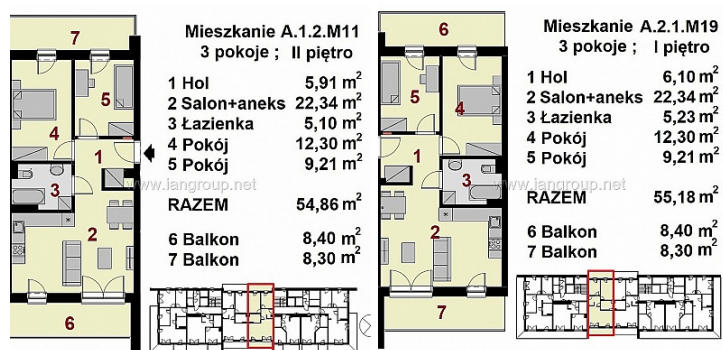 Mieszkanie A.1.2.M11
3 pokoje ; II piętro
1 Hol 5,91 m²
2 Salon+aneks 22,34 m²
3 Łazienka 5,10 m²
4 Pokój 12,30 m²
5 Pokój 9,21 m²
RAZEM 54,86 m²
6 Balkon 8,40 m²
7 Balkon 8,30 m²
7
5
4
1
3
2
6
www.iangroup.net
Mieszkanie A.2.1.M19
3 pokoje ; I piętro
1 Hol 6,10 m²
2 Salon+aneks 22,34 m²
3 Łazienka 5,23 m²
4 Pokój 12,30 m²
5 Pokój 9,21 m²
RAZEM 55,18 m²
6 Balkon 8,40 m²
7 Balkon 8,30 m²
6
5
4
1
3
2
7
www.iangroup.net